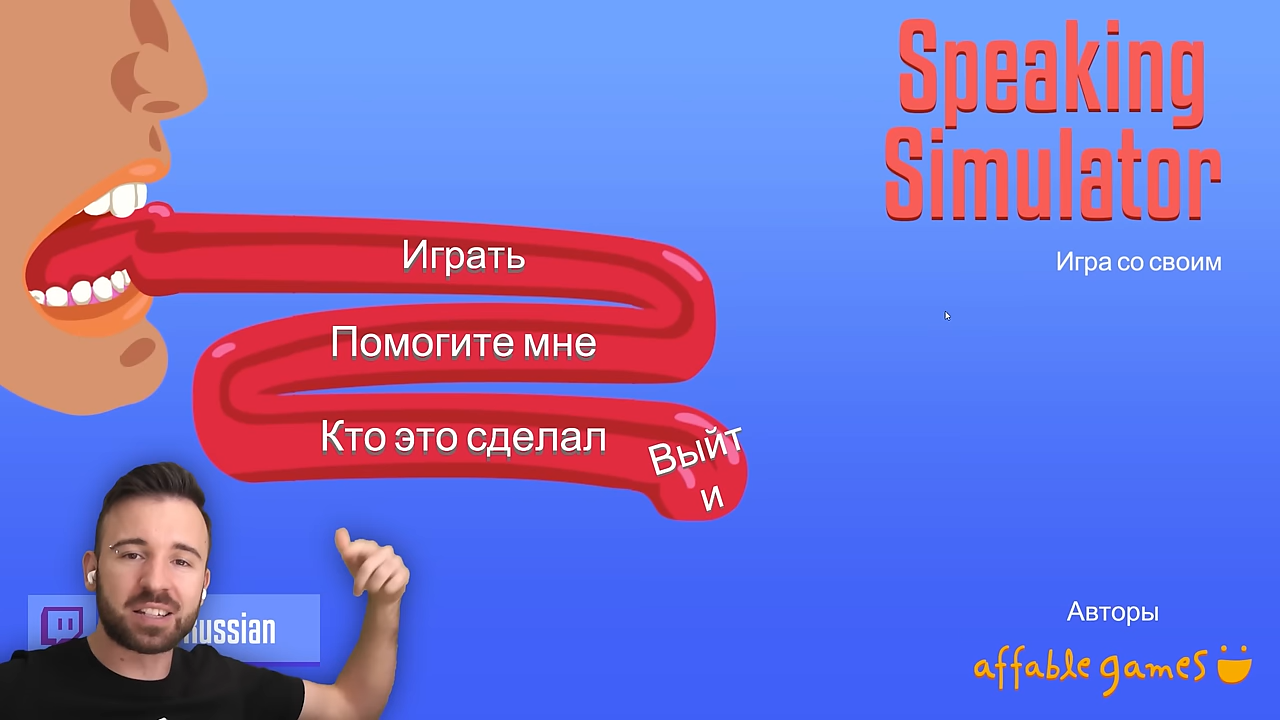 Speaking
Simulator
Игра со своим
Играть
Помогите мне
Кто это сделал
Выйт
и
Russian
Авторы
affable games